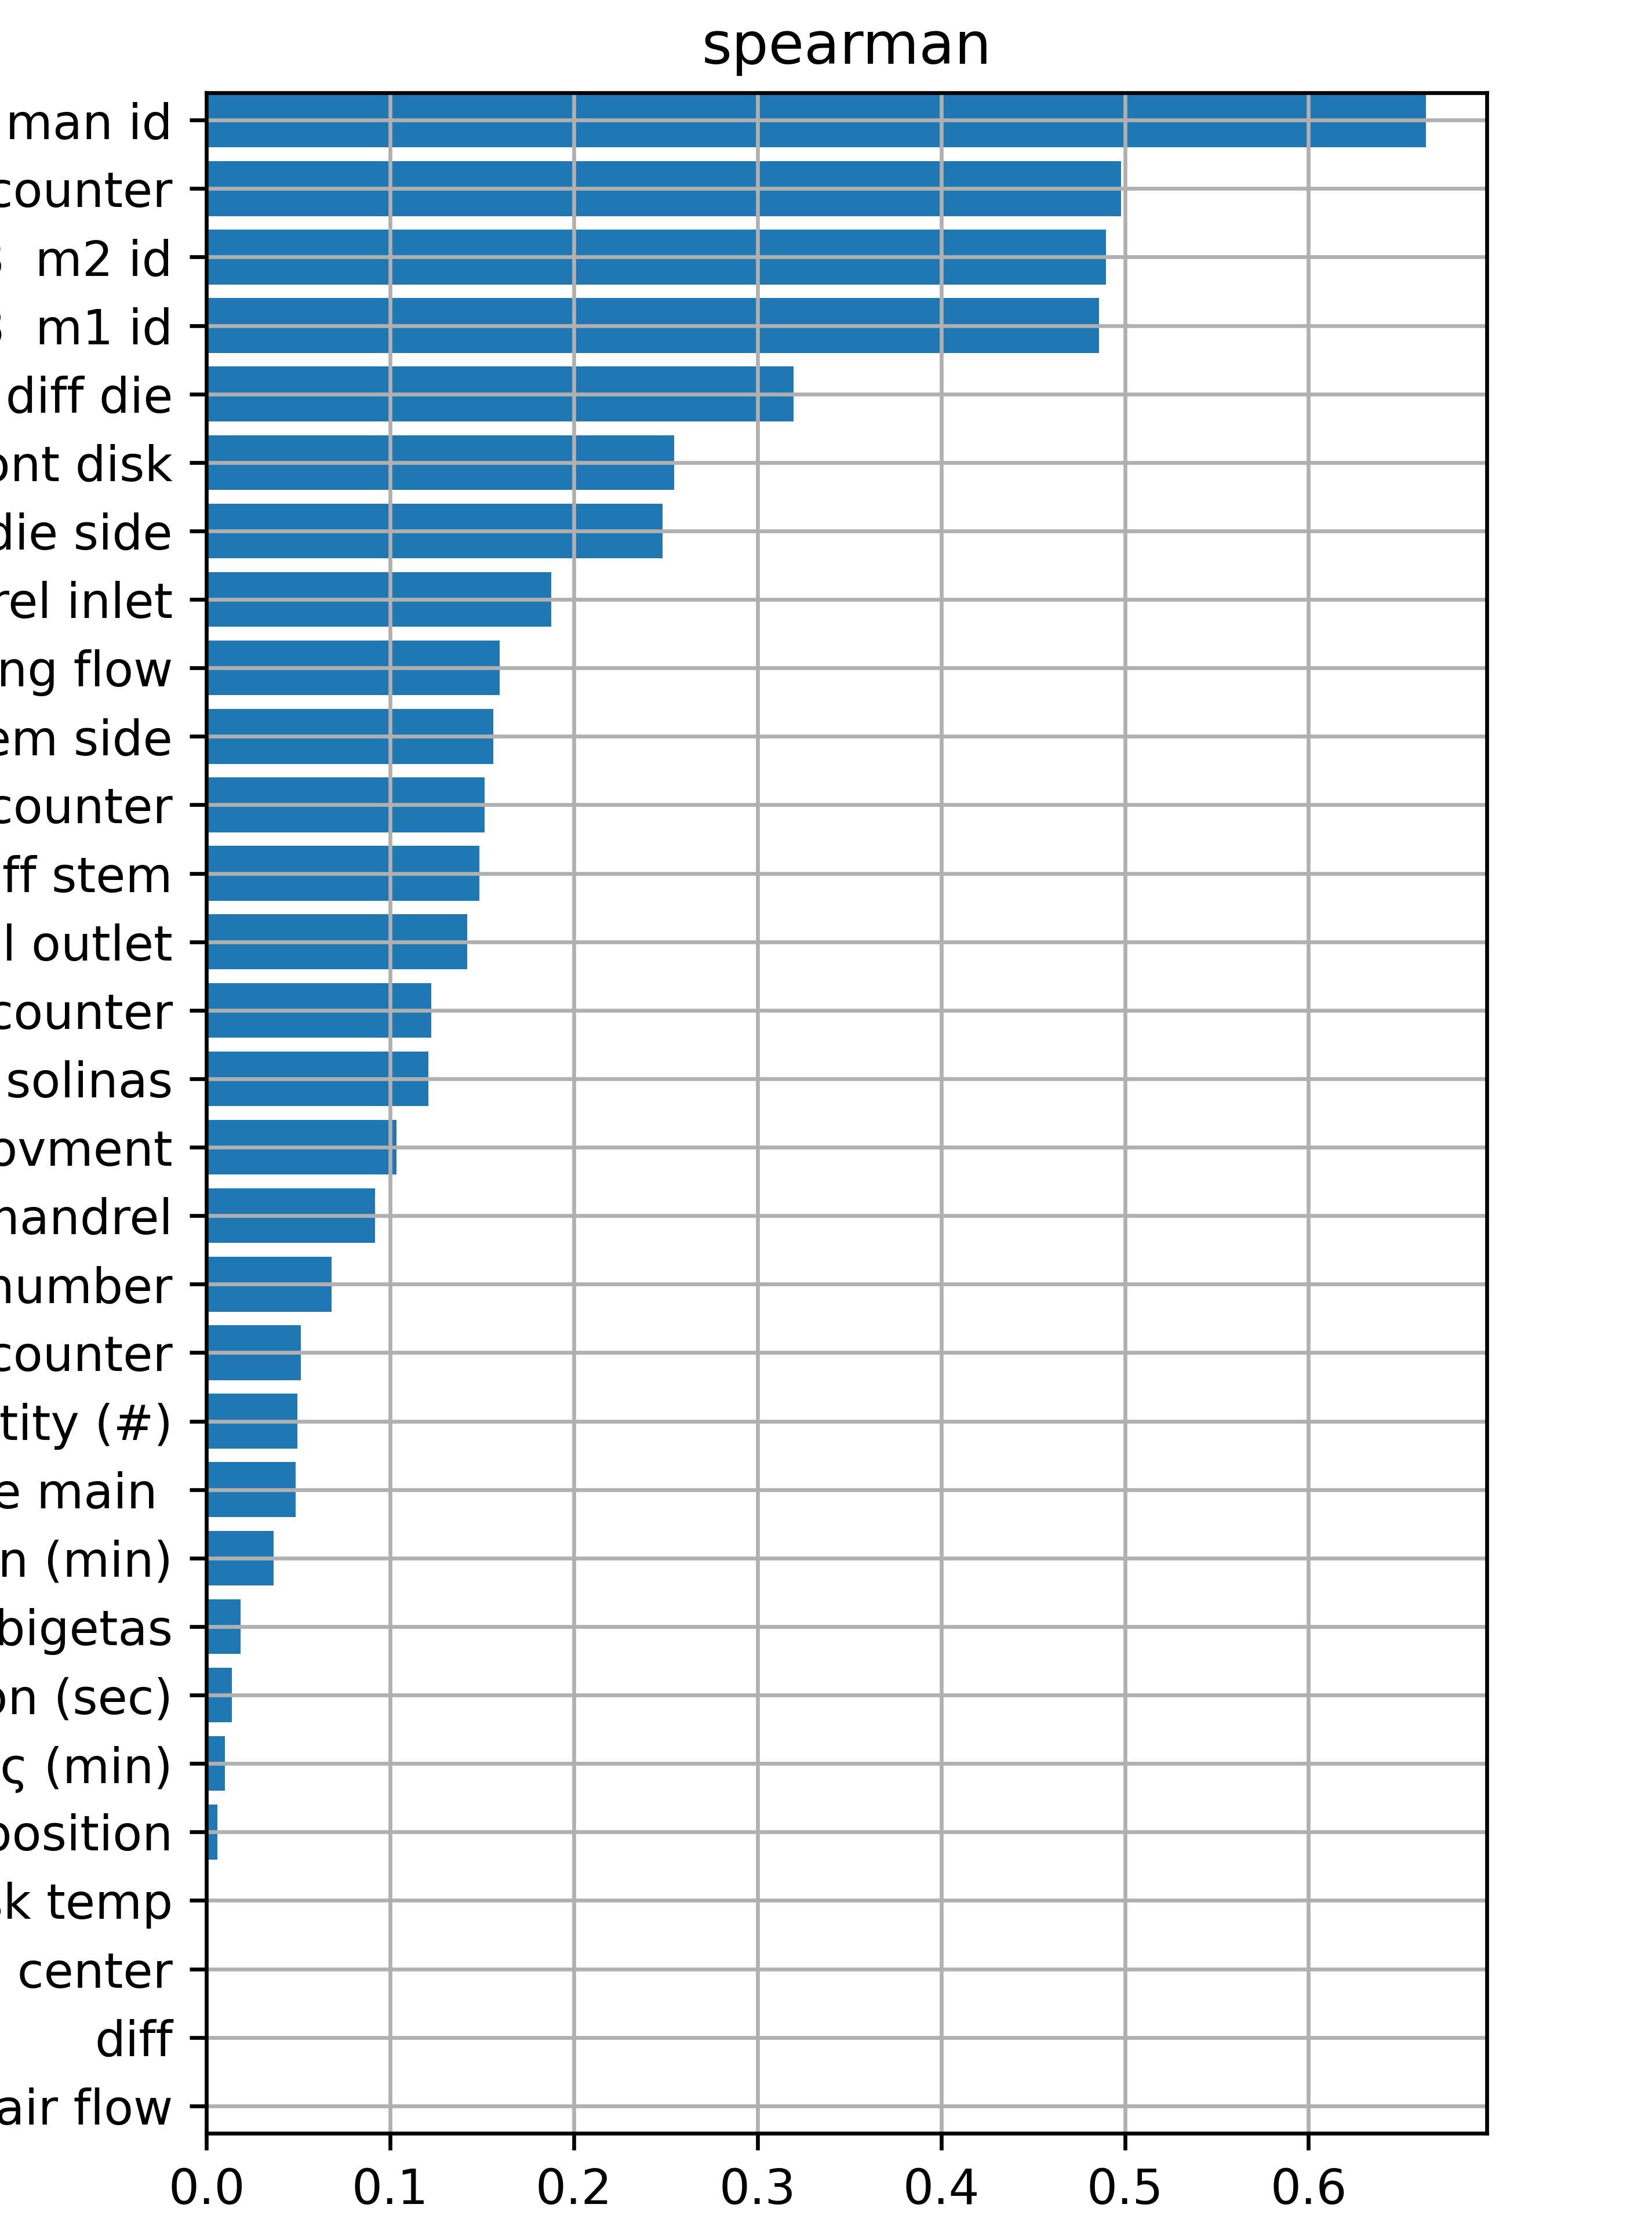 spearman
man id
counter
m2 id
m1 id
diff die
ont disk
die side
rel inlet
ng flow
em side
counter
ff stem
l outlet
counter
solinas
ovment
mandrel
number
counter
tity (#)
e main
n (min)
bigetas
on (sec)
ς (min)
position
sk temp
center
diff
air flow
0.0 0.1 0.2 0.3 0.4 0.5 0.6